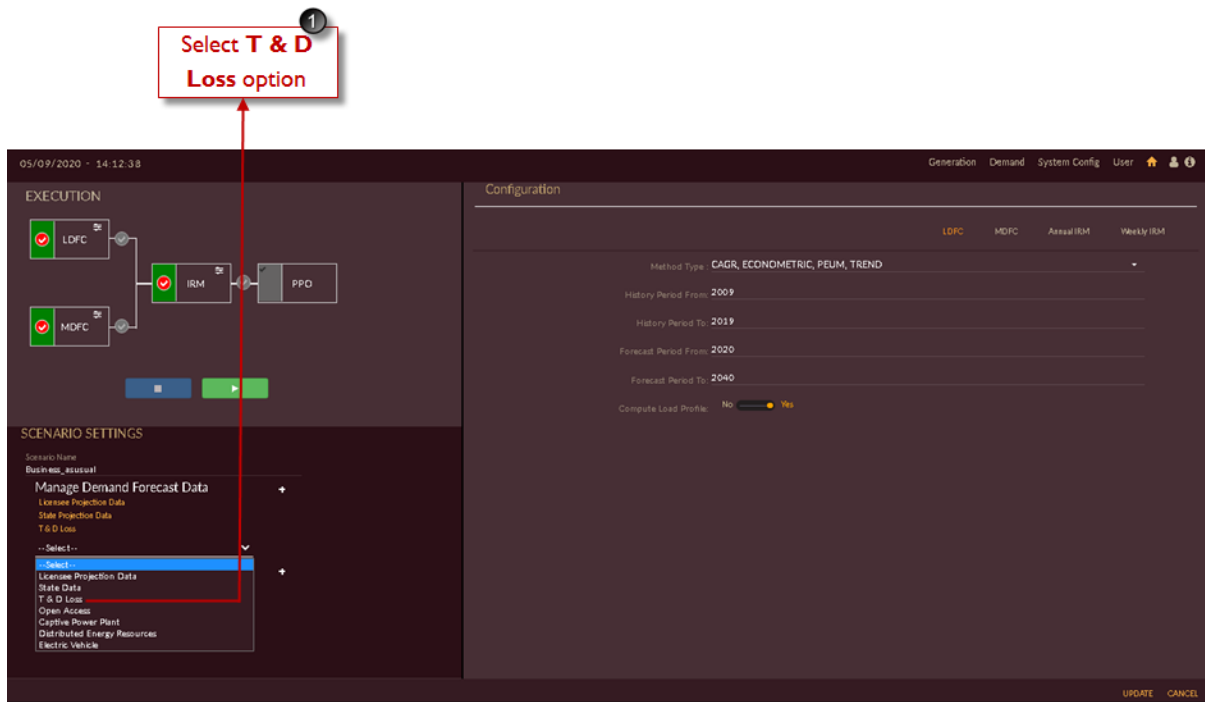 1
Select T & D
Loss option
05/09/2020 - 14:12:38
Generation Demand System Config User
EXECUTION
LDFC
IRM
PPO
MDFC
Configuration
LDFC MDFC Annual IRM Weekly IRM
Method Type : CAGR, ECONOMETRIC, PEUM, TREND
History Period From: 2009
History Period To: 2019
Forecast Period From: 2020
Forecast Period To: 2040
Compute Load Profile: No Yes
SCENARIO SETTINGS
Scenario Name
Business_asusual
Manage Demand Forecast Data +
Licensee Projection Data
State Projection Data
T & D Loss
--Select--
--Select--
+
Licensee Projection Data
State Data
T & D Loss
Open Access
Captive Power Plant
Distributed Energy Resources
Electric Vehicle
UPDATE CANCEL